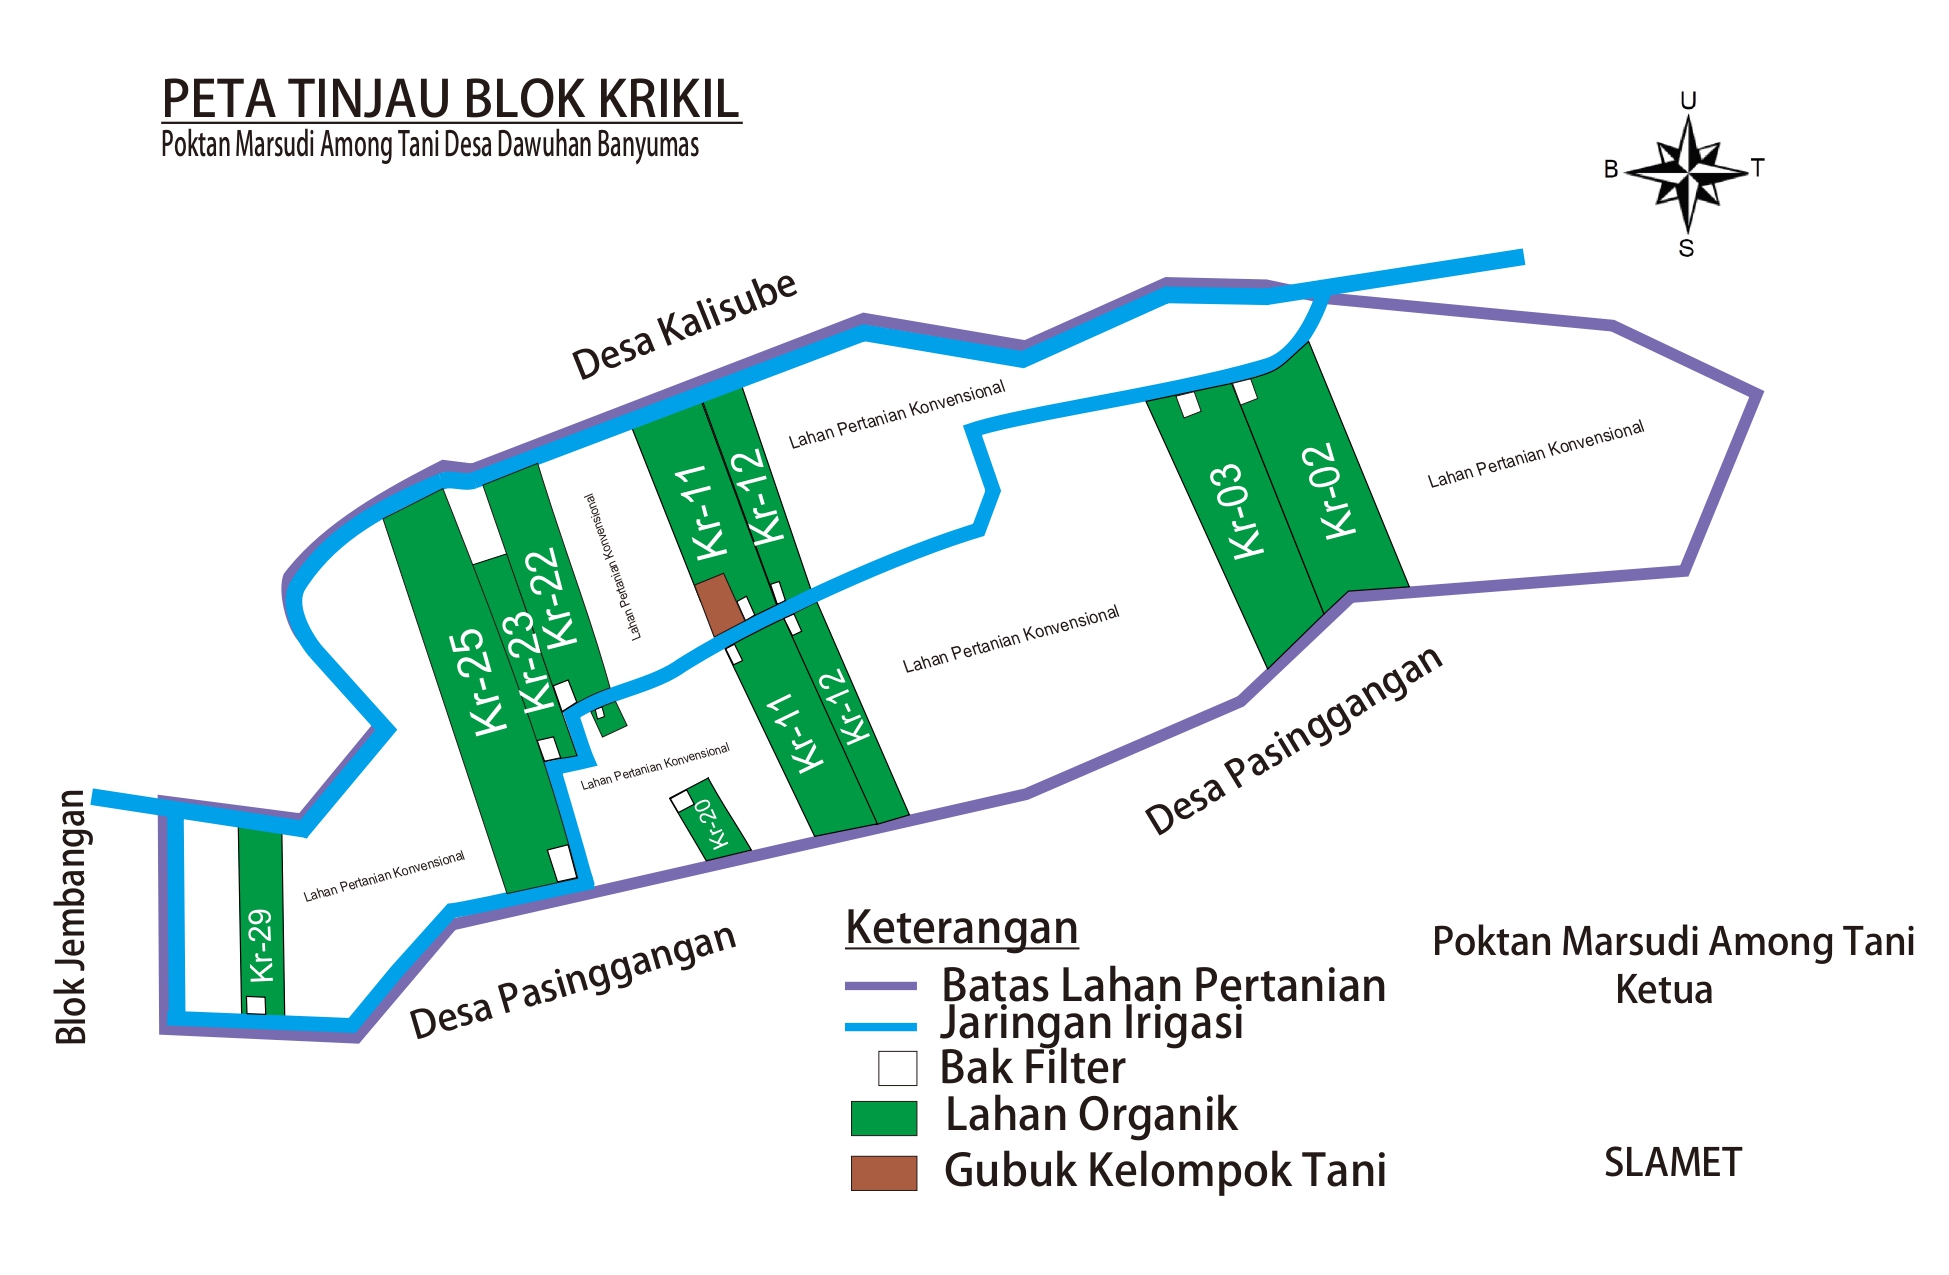 PETA TINJAU BLOK KRIKIL
Poktan Marsudi Among Tani Desa Dawuhan Banyumas
U
B
T
S
Desa Kalisube
Lahan Pertanian Konvensional
Lahan Pertanian Konvensional
Lahan Pertanian Konvensional
Lahan Pertanian Konvensional
Lahan Pertanian Konvensional
Lahan Pertanian Konvensional
Kr-11
Kr-12
Kr-03
Kr-02
Kr-22
Kr-23
Kr-25
Kr-11
Kr-12
Kr-20
Kr-29
Desa Pasinggangan
Desa Pasinggangan
Blok Jembangan
Keterangan
Batas Lahan Pertanian
Jaringan Irigasi
Bak Filter
Lahan Organik
Gubuk Kelompok Tani
Poktan Marsudi Among Tani
Ketua
SLAMET